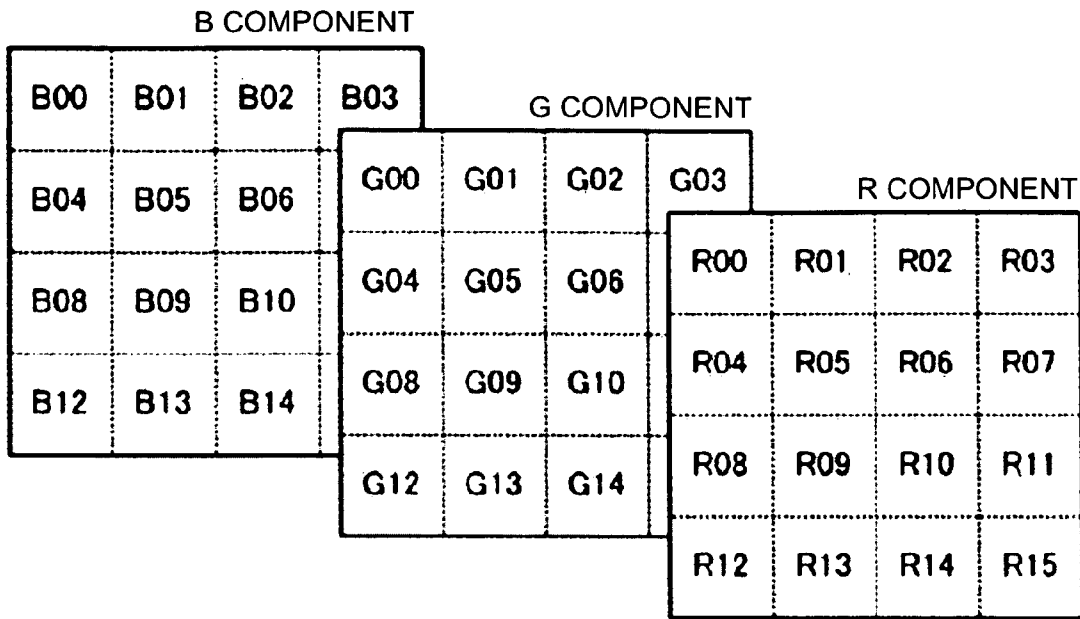 B COMPONENT
B00 B01 B02 B03
B04 B05 B06
B08 B09 B10
B12 B13 B14
G COMPONENT
G00 G01 G02 G03
G04 G05 G06
G08 G09 G10
G12 G13 G14
R COMPONENT
R00 R01 R02 R03
R04 R05 R06 R07
R08 R09 R10 R11
R12 R13 R14 R15